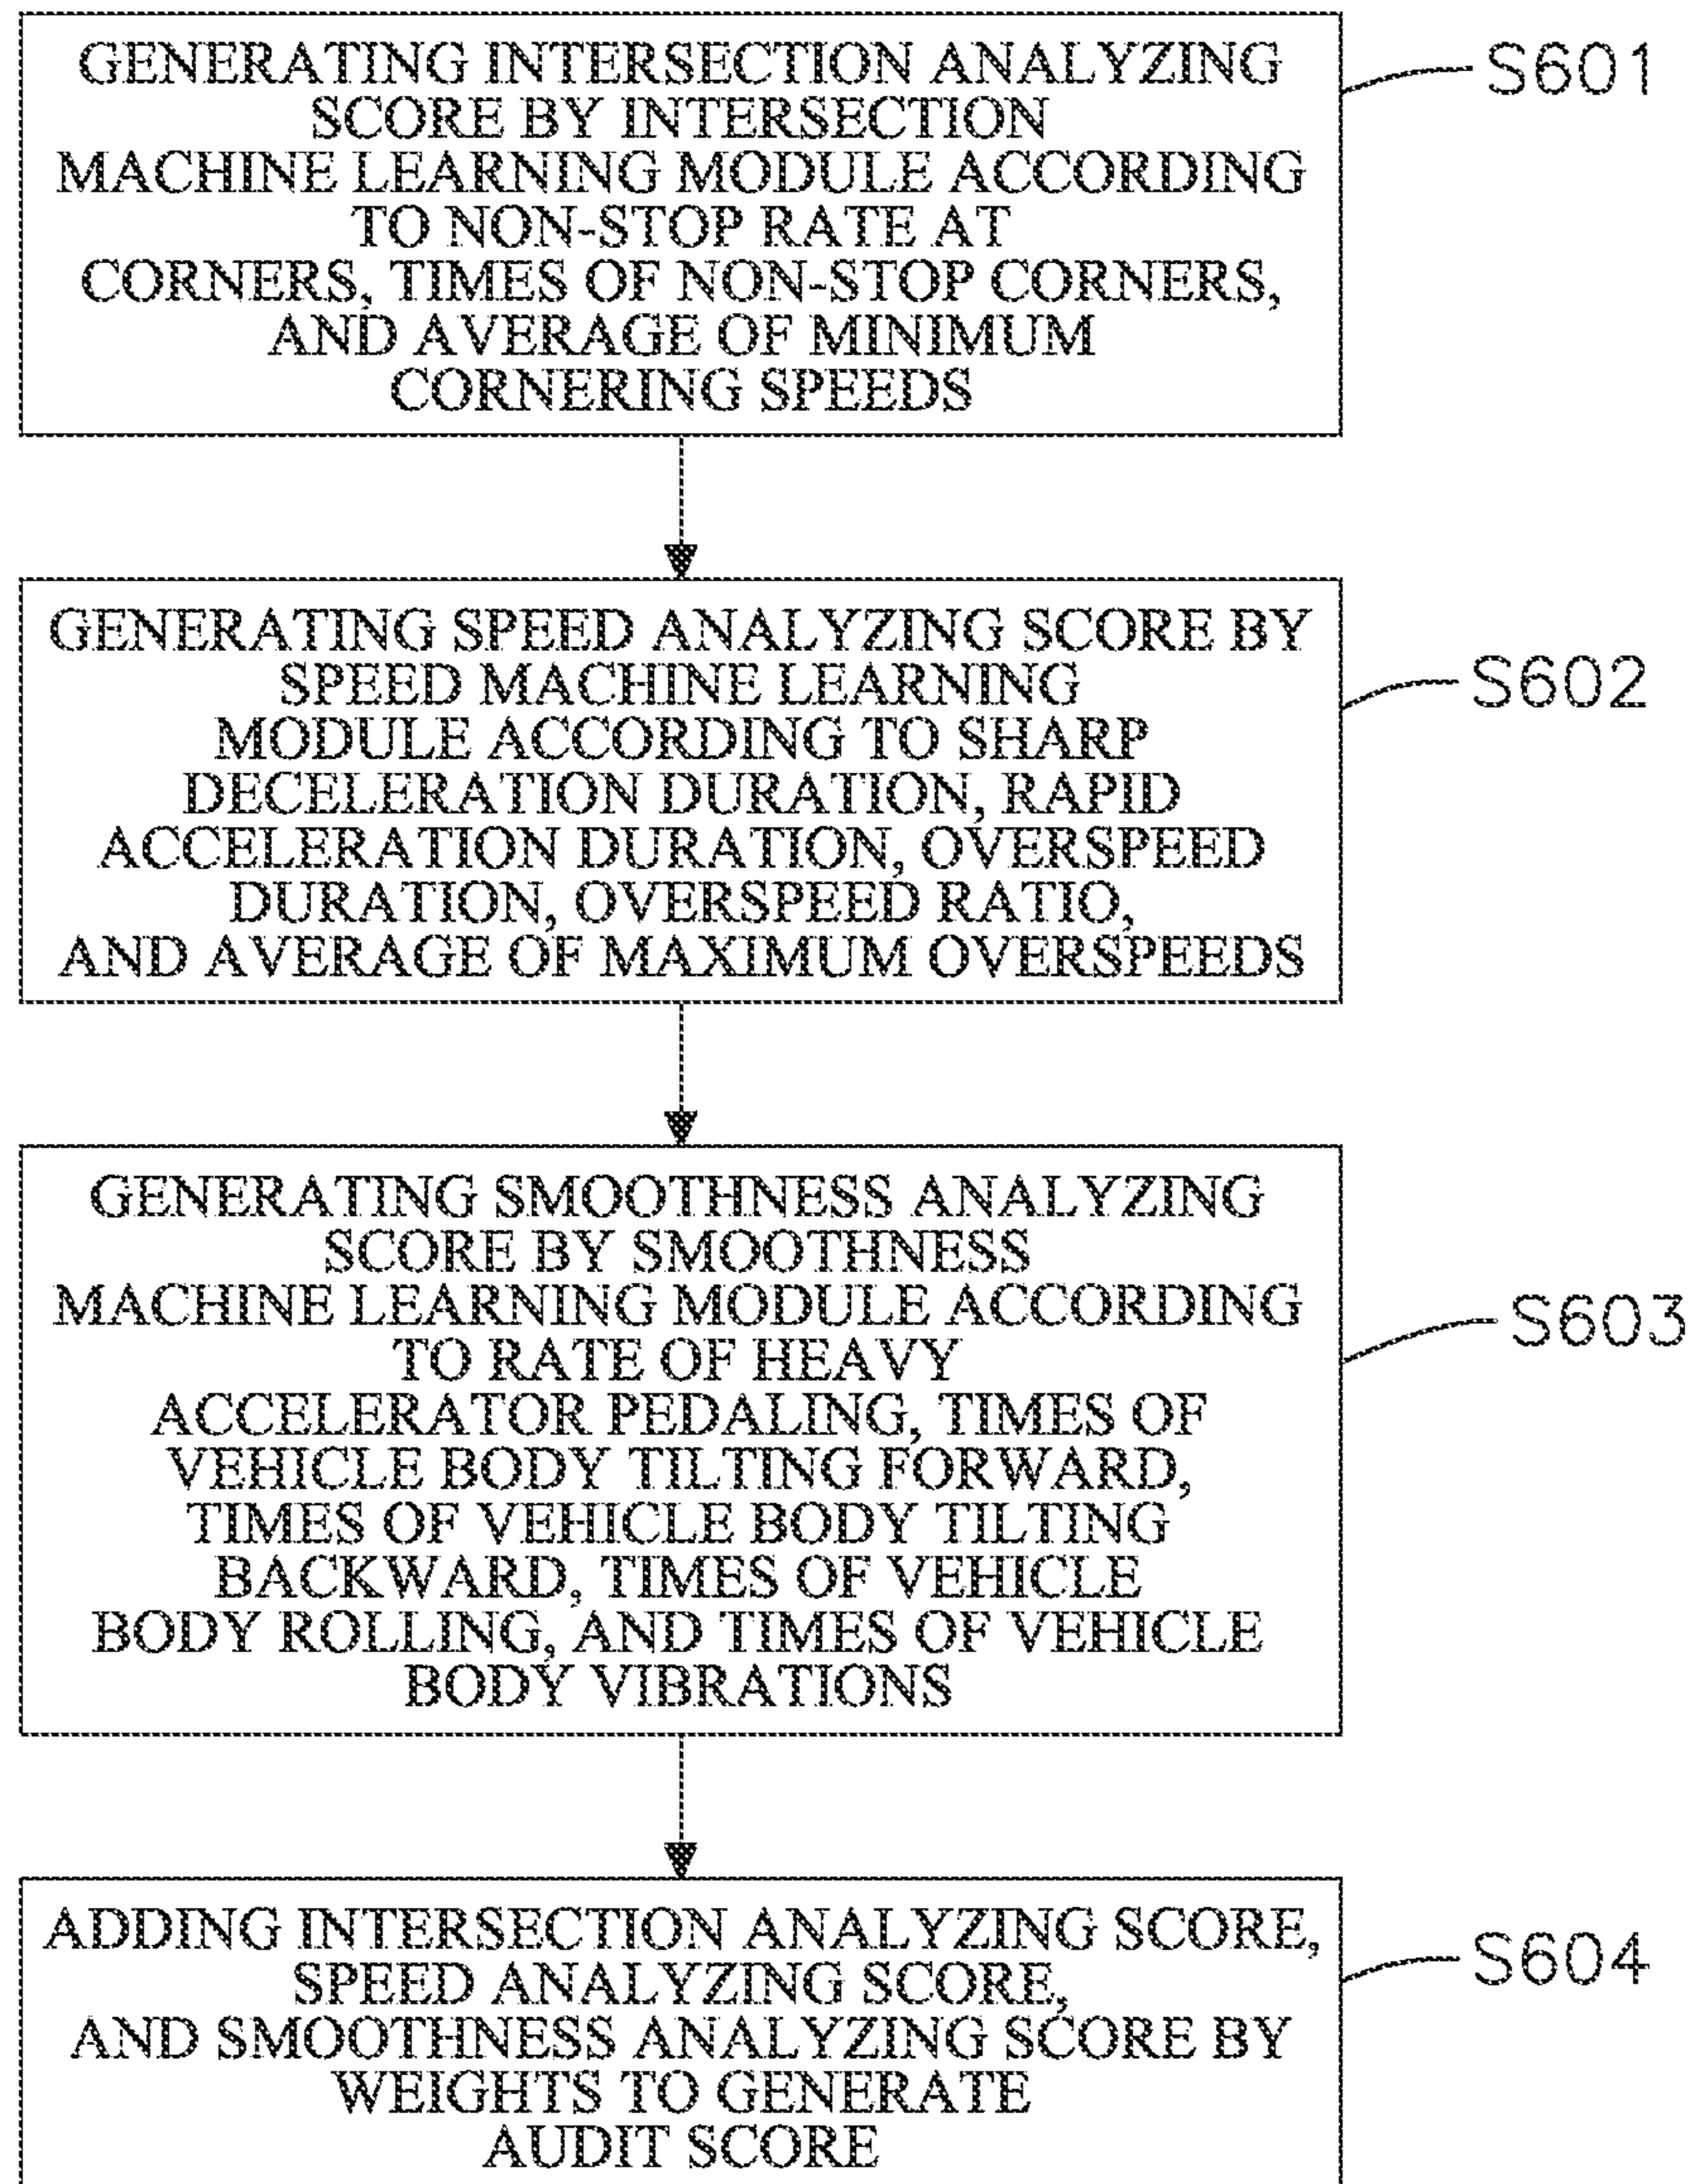 GENERATING INTERSECTION ANALYZING
SCORE BY INTERSECTION
MACHINE LEARNING MODULE ACCORDING
TO NON-STOP RATE AT
CORNERS, TIMES OF NON-STOP CORNERS,
AND AVERAGE OF MINIMUM
CORNERING SPEEDS
S601
GENERATING SPEED ANALYZING SCORE BY
SPEED MACHINE LEARNING
MODULE ACCORDING TO SHARP
DECELERATION DURATION, RAPID
ACCELERATION DURATION, OVERSPEED
DURATION, OVERSPEED RATIO,
AND AVERAGE OF MAXIMUM OVERSPEEDS
S602
GENERATING SMOOTHNESS ANALYZING
SCORE BY SMOOTHNESS
MACHINE LEARNING MODULE ACCORDING
TO RATE OF HEAVY
ACCELERATOR PEDALING, TIMES OF
VEHICLE BODY TILTING FORWARD,
TIMES OF VEHICLE BODY TILTING
BACKWARD, TIMES OF VEHICLE
BODY ROLLING, AND TIMES OF VEHICLE
BODY VIBRATIONS
S603
ADDING INTERSECTION ANALYZING SCORE,
SPEED ANALYZING SCORE,
AND SMOOTHNESS ANALYZING SCORE BY
WEIGHTS TO GENERATE
AUDIT SCORE
S604